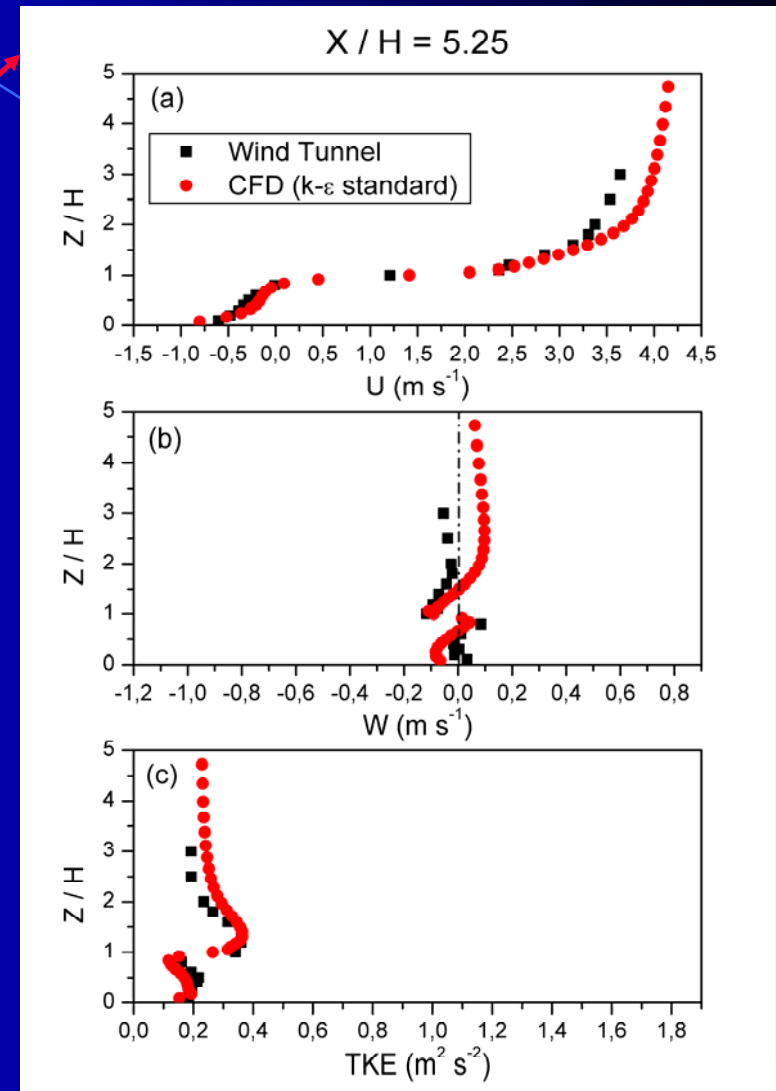 X / H = 5.25
(a)
Wind Tunnel
CFD (k-ε standard)
Z / H
5
4
3
2
1
0
-1,5 -1,0 -0,5 0,0 0,5 1,0 1,5 2,0 2,5 3,0 3,5 4,0 4,5
U (m s⁻¹)
(b)
Z / H
5
4
3
2
1
0
-1,2 -1,0 -0,8 -0,6 -0,4 -0,2 0,0 0,2 0,4 0,6 0,8
W (m s⁻¹)
(c)
Z / H
5
4
3
2
1
0
0,0 0,2 0,4 0,6 0,8 1,0 1,2 1,4 1,6 1,8
TKE (m² s⁻²)